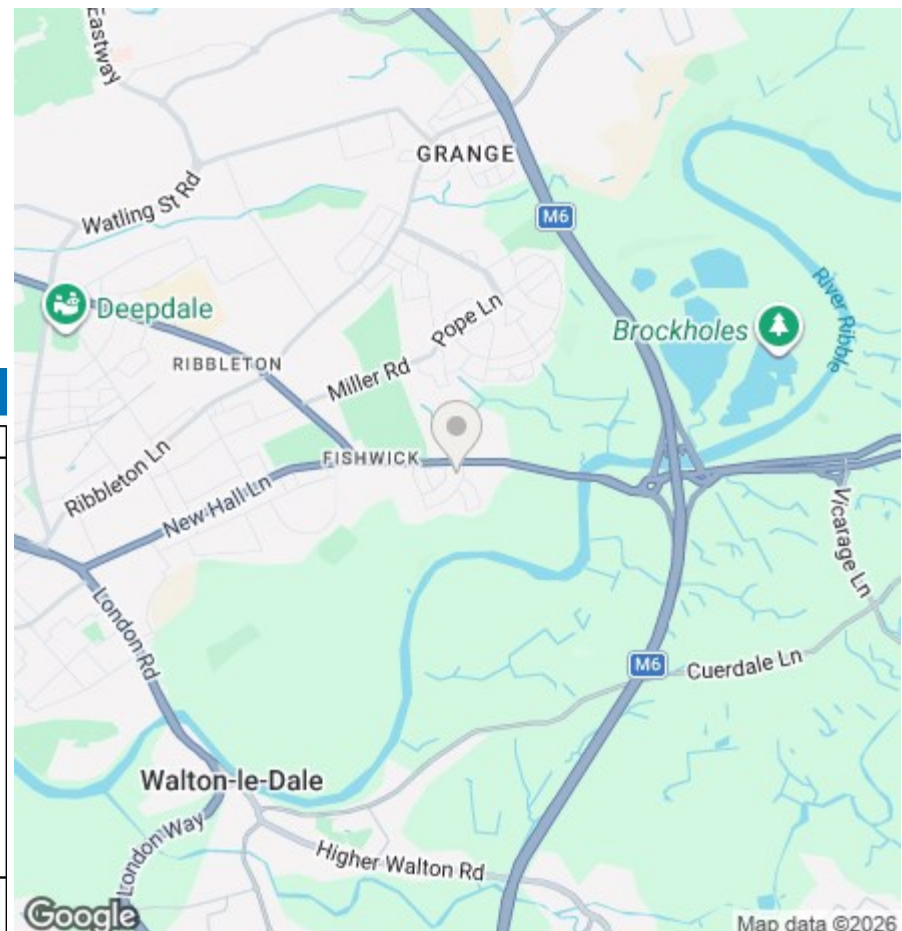 Eastway
GRANGE
Watling St Rd
M6
Deepdale
Pope Ln
Brockholes
River Ribble
RIBBLETON
Miller Rd
Ribbleton Ln
FISHWICK
New Hall Ln
Vicarage Ln
London Rd
M6
Cuerdale Ln
Walton-le-Dale
London Way
Higher Walton Rd
Google
Map data ©2026